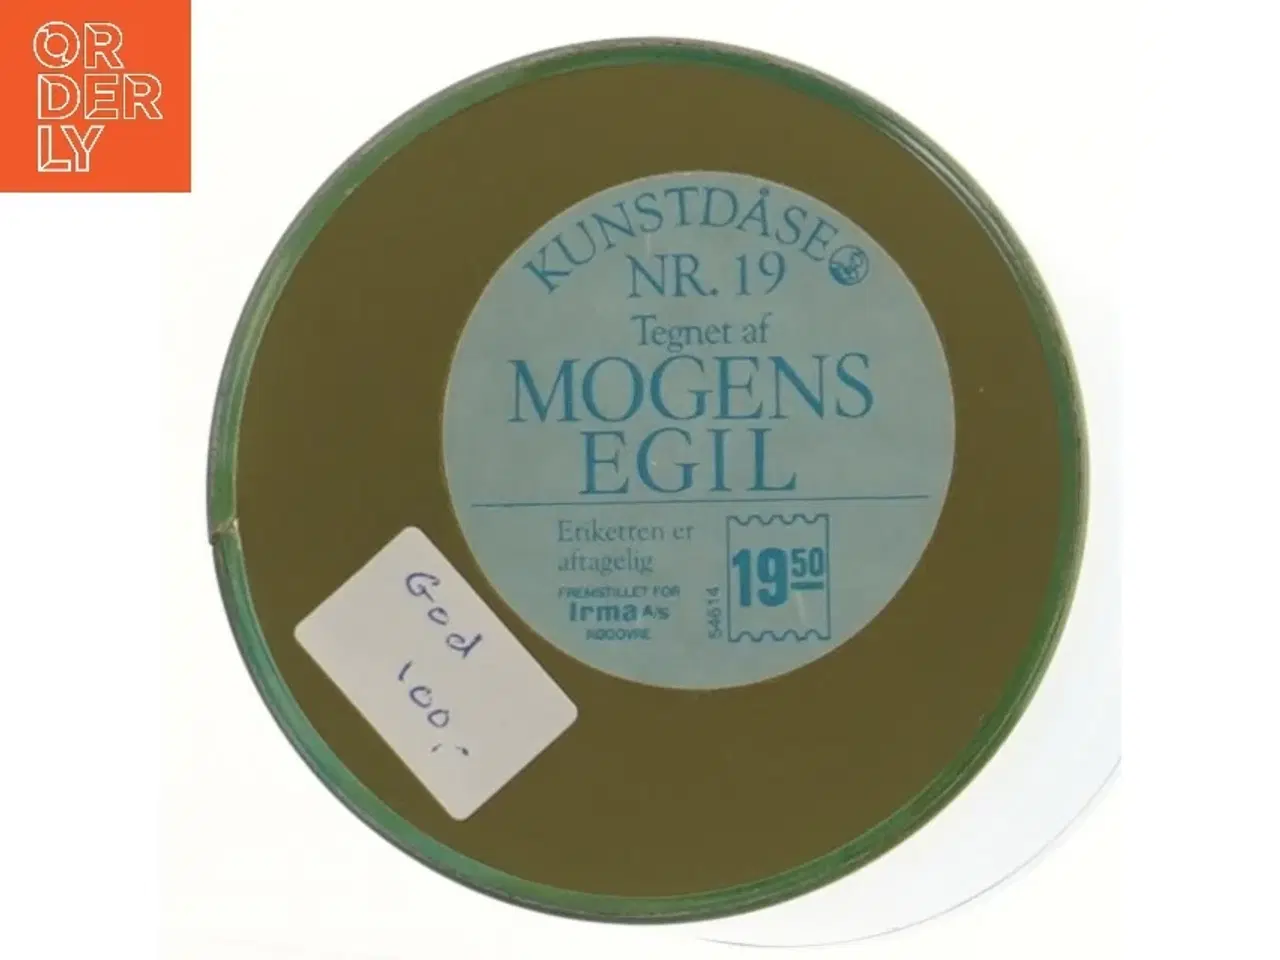 OR
DER
LY
KUNSTDÅSE
NR. 19
Tegnet af
MOGENS
EGIL
Etiketten er
aftagelig
FREMSTILLET FOR
Irma A/s
RØDOVRE
54614
19 50
God
100,-